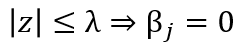 |z| ≤ λ ⇒ β_j = 0